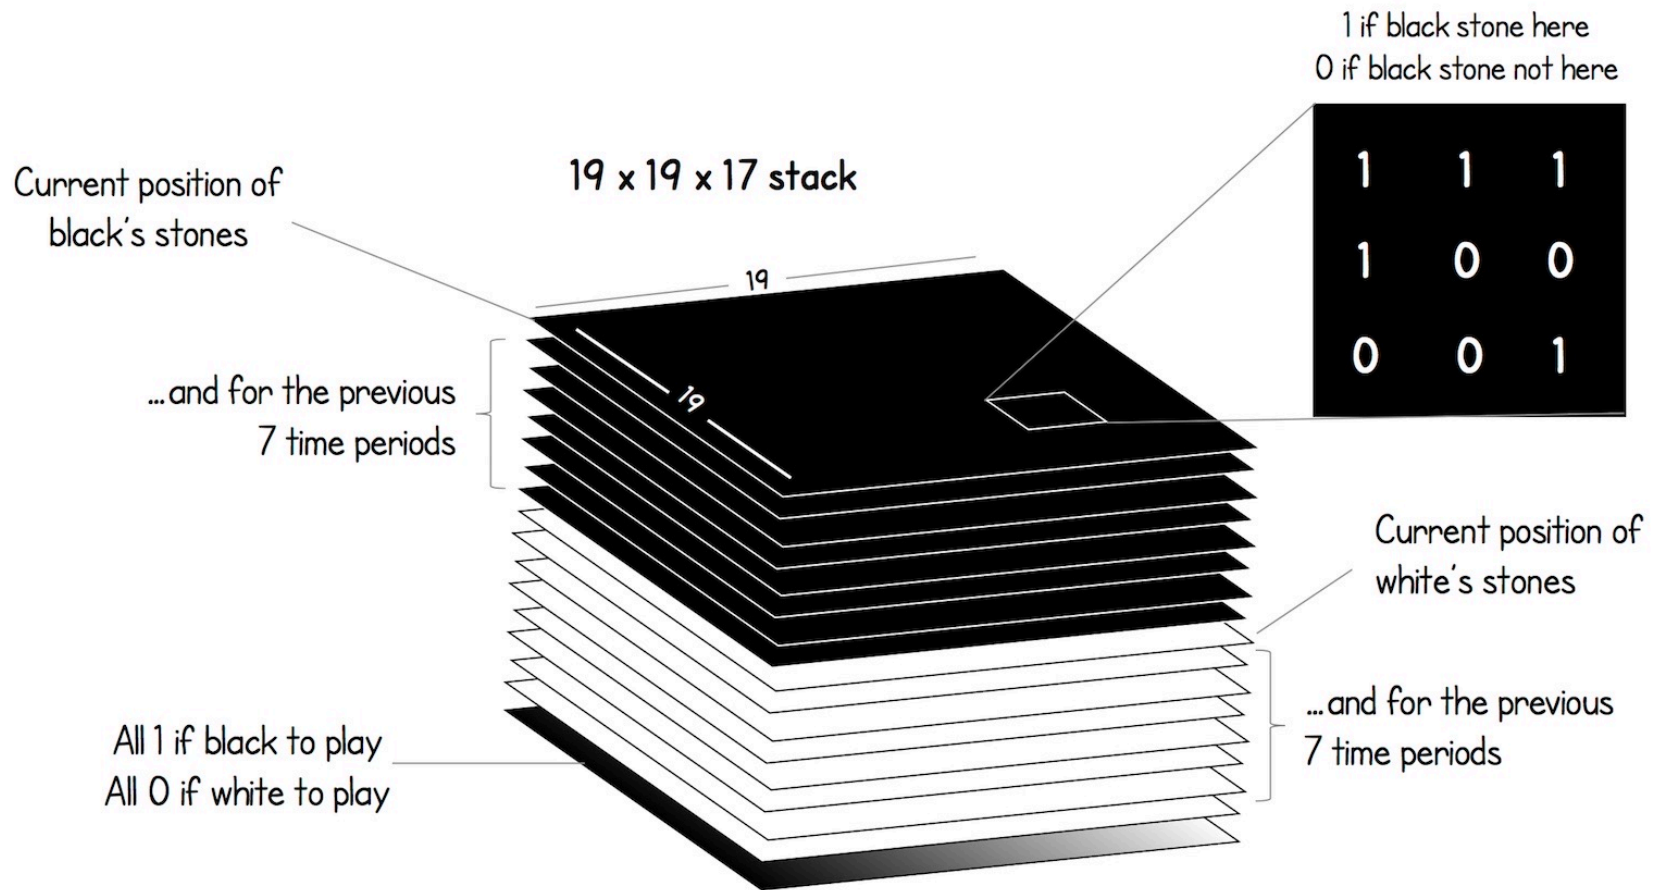 1 if black stone here
0 if black stone not here
1 1 1
1 0 0
0 0 1
19 x 19 x 17 stack
Current position of
black's stones
19
19
...and for the previous
7 time periods
Current position of
white's stones
...and for the previous
7 time periods
All 1 if black to play
All 0 if white to play